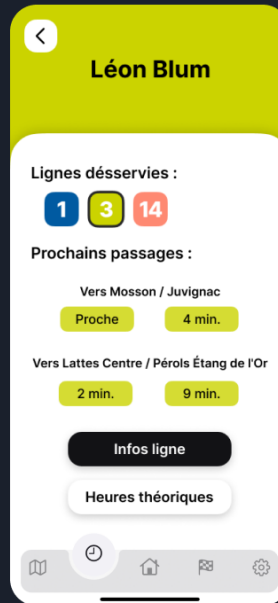 Léon Blum
Lignes désservies :
1 3 14
Prochains passages :
Vers Mosson / Juvignac
Proche 4 min.
Vers Lattes Centre / Pérols Étang de l'Or
2 min. 9 min.
Infos ligne
Heures théoriques